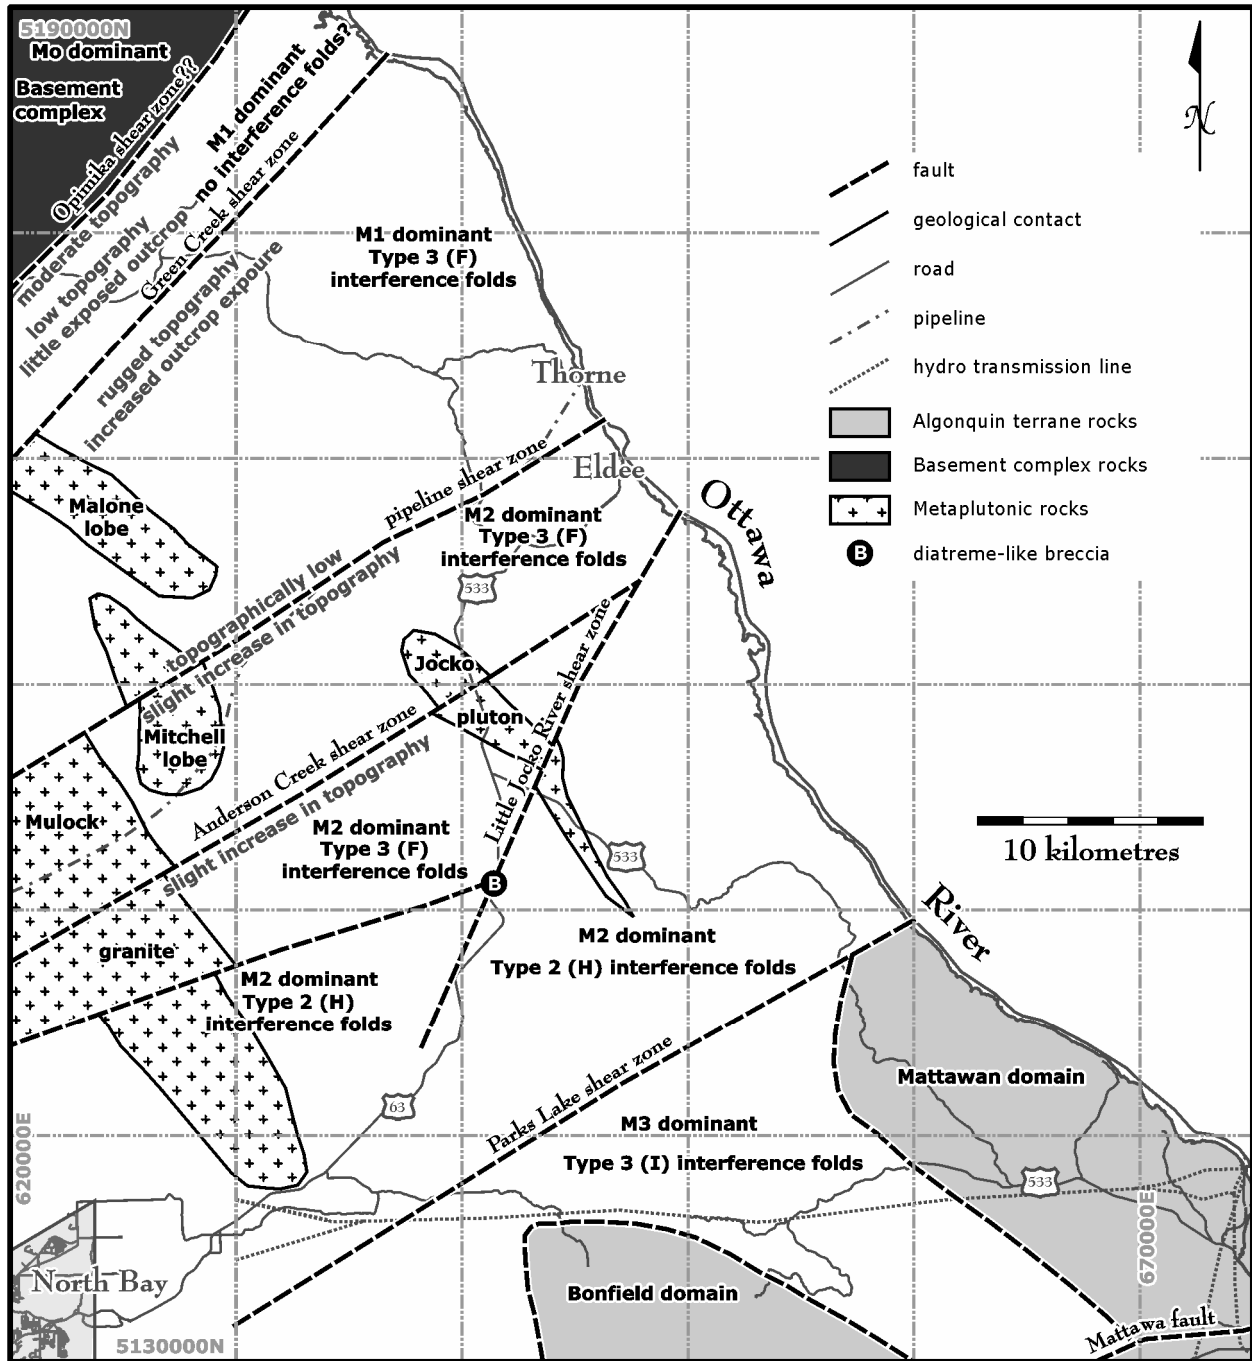 5190000N
Mo dominant
Basement
complex
Opimika shear zone??
moderate topography
M1 dominant
no interference folds?
low topography
little exposed outcrop
Green Creek shear zone
rugged topography
increased outcrop expoure
M1 dominant
Type 3 (F)
interference folds
N
fault
geological contact
road
pipeline
hydro transmission line
Algonquin terrane rocks
Basement complex rocks
Metaplutonic rocks
B
diatreme-like breccia
Thorne
Eldee
pipeline shear zone
Ottawa
Malone
lobe
M2 dominant
Type 3 (F)
interference folds
533
topographically low
slight increase in topography
Jocko
pluton
Little Jocko River shear zone
Mitchell
lobe
Anderson Creek shear zone
slight increase in topography
Mulock
granite
M2 dominant
Type 3 (F)
interference folds
B
533
10 kilometres
River
M2 dominant
Type 2 (H) interference folds
M2 dominant
Type 2 (H)
interference folds
63
Parks Lake shear zone
Mattawan domain
M3 dominant
Type 3 (I) interference folds
533
620000E
670000E
North Bay
Bonfield domain
Mattawa fault
5130000N